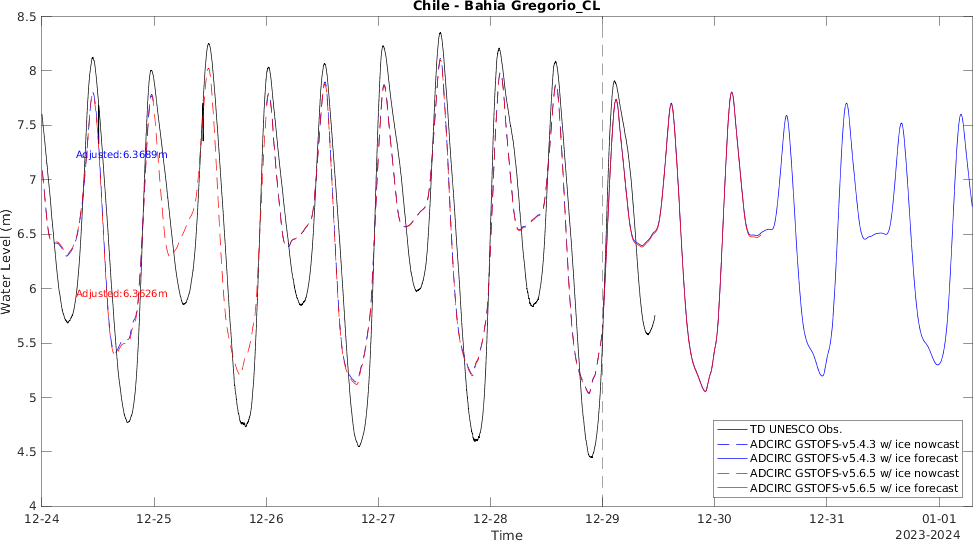 Chile - Bahia Gregorio_CL
8.5
8
7.5
7
6.5
6
5.5
5
4.5
4
Water Level (m)
Adjusted:6.3689m
Adjusted:6.3626m
TD UNESCO Obs.
ADCIRC GSTOFS-v5.4.3 w/ ice nowcast
ADCIRC GSTOFS-v5.4.3 w/ ice forecast
ADCIRC GSTOFS-v5.6.5 w/ ice nowcast
ADCIRC GSTOFS-v5.6.5 w/ ice forecast
12-24 12-25 12-26 12-27 12-28 12-29 12-30 12-31 01-01
Time
2023-2024